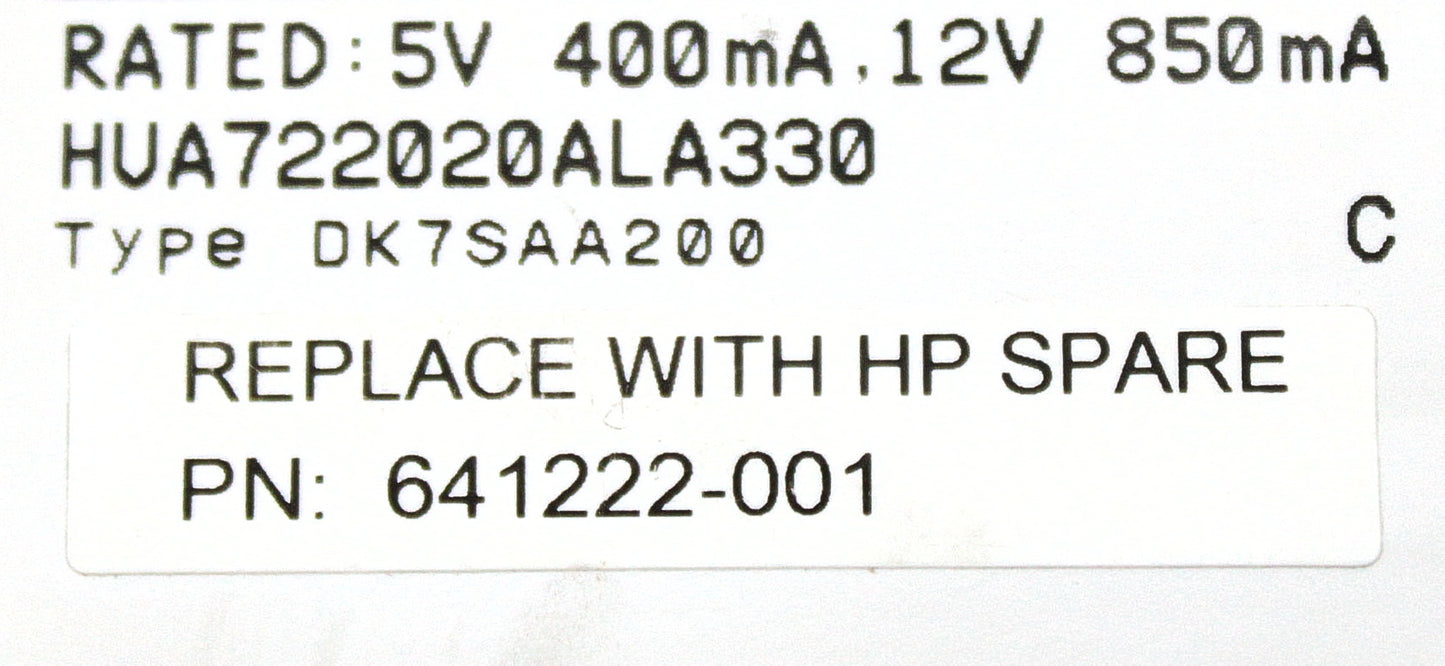 RATED: 5V 400mA, 12V 850mA
HUA722020ALA330
Type DK7SAA200
C
REPLACE WITH HP SPARE
PN: 641222-001